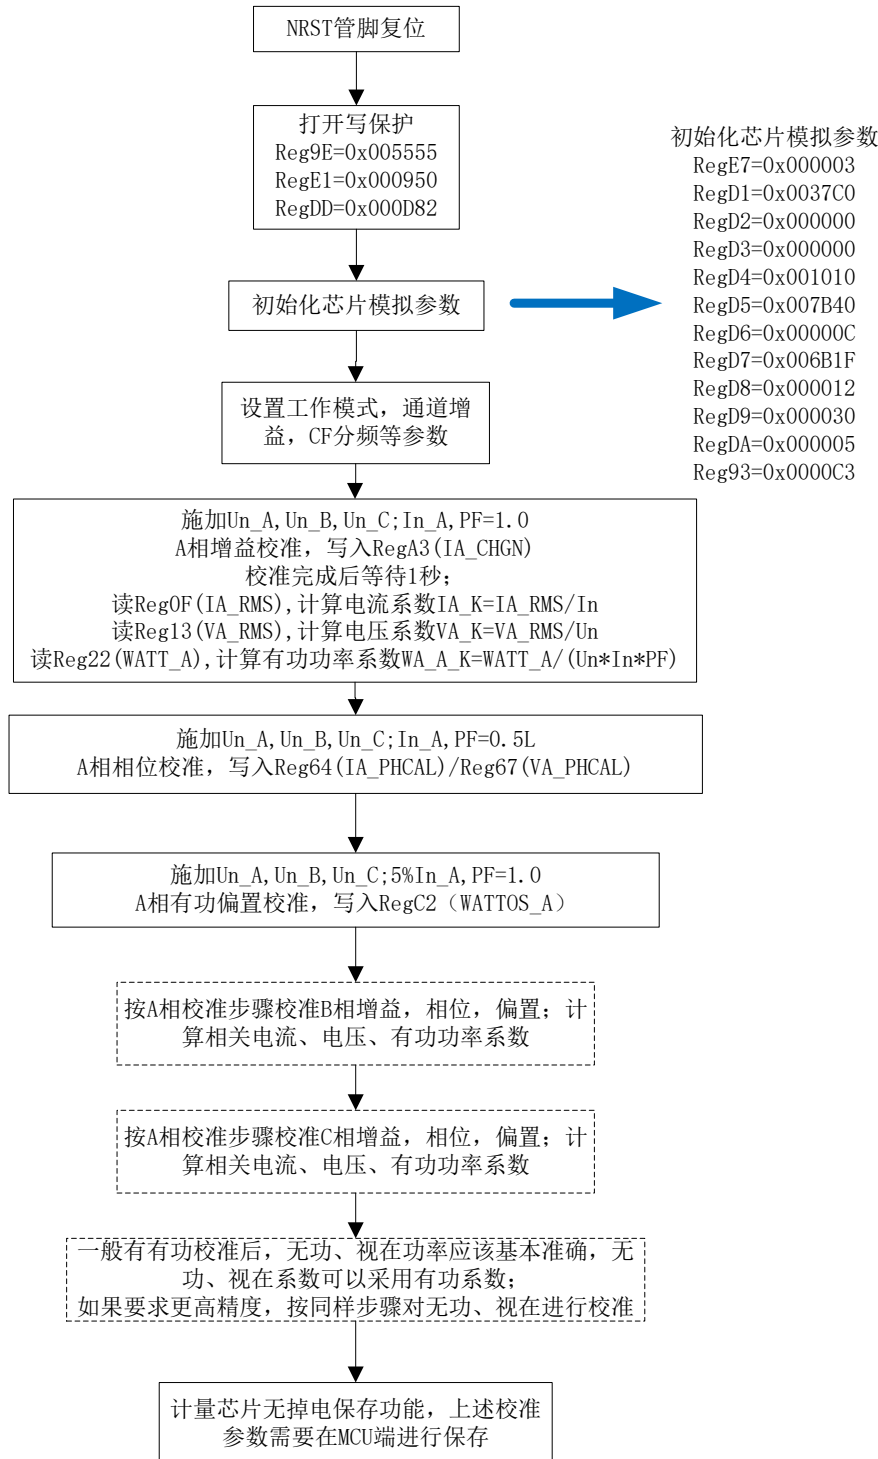 NRST管脚复位
打开写保护
Reg9E=0x005555
RegE1=0x000950
RegDD=0x000D82
初始化芯片模拟参数
初始化芯片模拟参数
RegE7=0x000003
RegD1=0x0037C0
RegD2=0x000000
RegD3=0x000000
RegD4=0x001010
RegD5=0x007B40
RegD6=0x00000C
RegD7=0x006B1F
RegD8=0x000012
RegD9=0x000030
RegDA=0x000005
Reg93=0x0000C3
设置工作模式，通道增
益，CF分频等参数
施加Un_A,Un_B,Un_C;In_A,PF=1.0
A相增益校准，写入RegA3(IA_CHGN)
校准完成后等待1秒；
读Reg0F(IA_RMS),计算电流系数IA_K=IA_RMS/In
读Reg13(VA_RMS),计算电压系数VA_K=VA_RMS/Un
读Reg22(WATT_A),计算有功功率系数WA_A_K=WATT_A/(Un*In*PF)
施加Un_A,Un_B,Un_C;In_A,PF=0.5L
A相相位校准，写入Reg64(IA_PHCAL)/Reg67(VA_PHCAL)
施加Un_A,Un_B,Un_C;5%In_A,PF=1.0
A相有功偏置校准，写入RegC2（WATTOS_A）
按A相校准步骤校准B相增益，相位，偏置；计
算相关电流、电压、有功功率系数
按A相校准步骤校准C相增益，相位，偏置；计
算相关电流、电压、有功功率系数
一般有有功校准后，无功、视在功率应该基本准确，无
功、视在系数可以采用有功系数；
如果要求更高精度，按同样步骤对无功、视在进行校准
计量芯片无掉电保存功能，上述校准
参数需要在MCU端进行保存